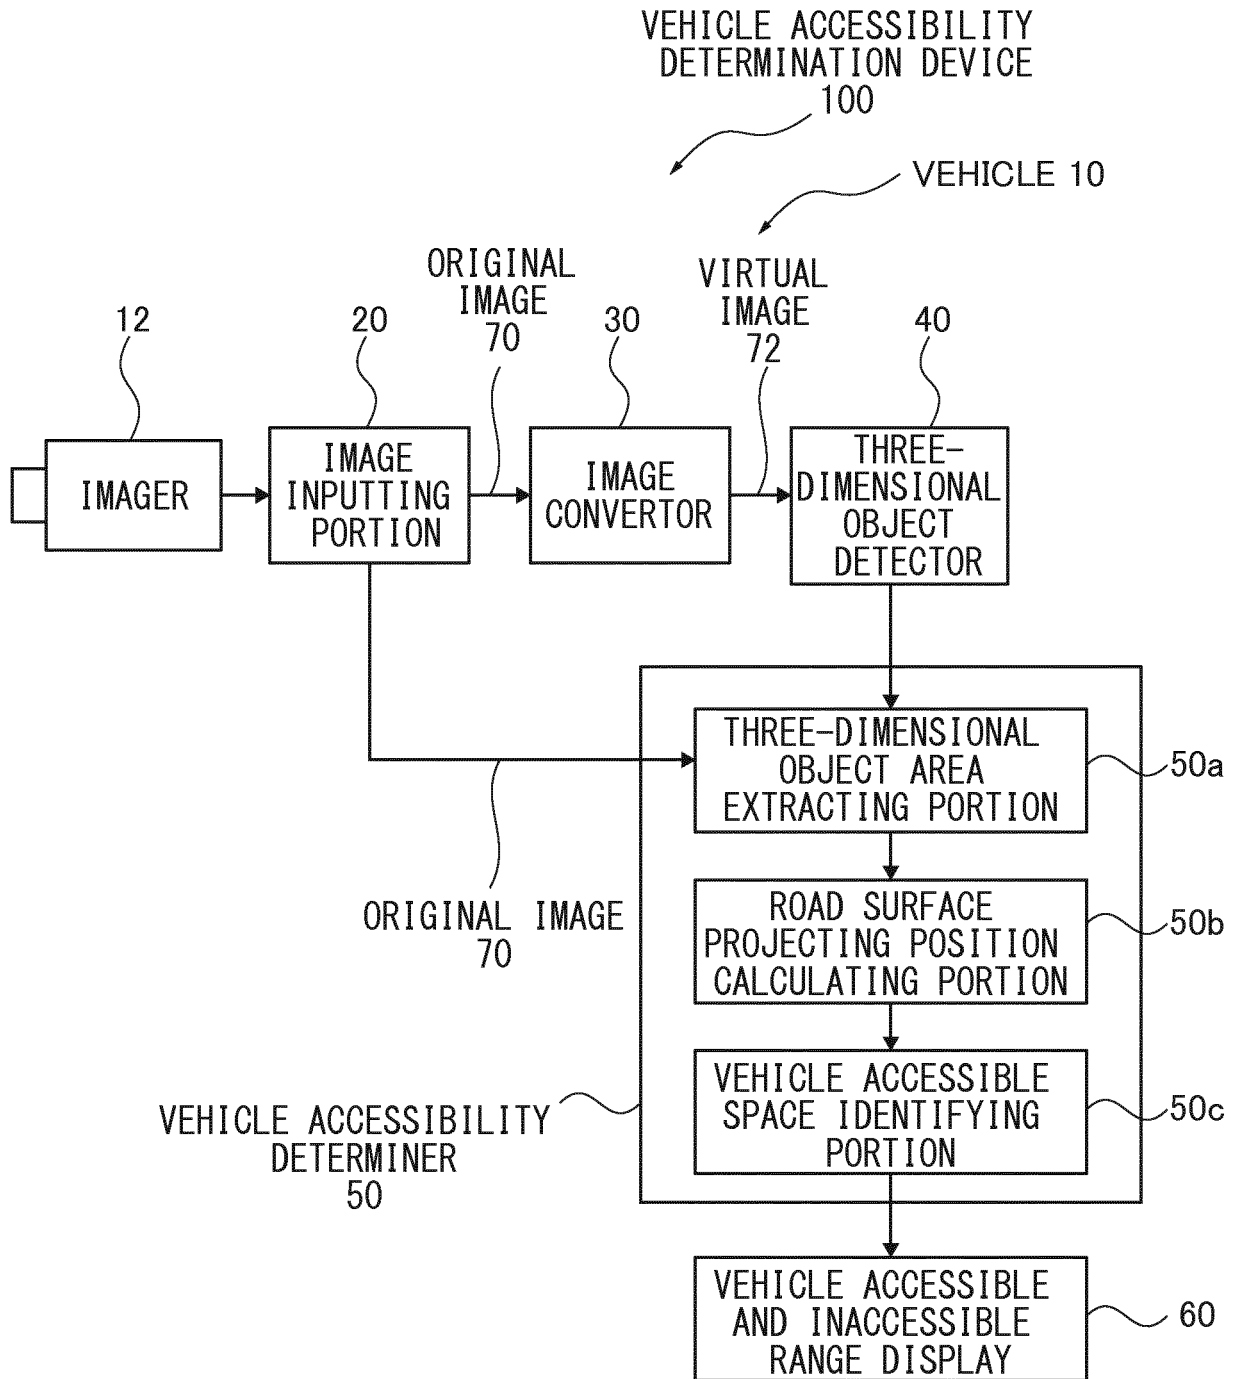 VEHICLE ACCESSIBILITY
DETERMINATION DEVICE
100
VEHICLE 10
ORIGINAL
IMAGE
70
VIRTUAL
IMAGE
72
12
20
30
40
IMAGER
IMAGE
INPUTTING
PORTION
IMAGE
CONVERTOR
THREE-
DIMENSIONAL
OBJECT
DETECTOR
THREE-DIMENSIONAL
OBJECT AREA
EXTRACTING PORTION
50a
ORIGINAL IMAGE
70
ROAD SURFACE
PROJECTING POSITION
CALCULATING PORTION
50b
VEHICLE ACCESSIBLE
SPACE IDENTIFYING
PORTION
50c
VEHICLE ACCESSIBILITY
DETERMINER
50
VEHICLE ACCESSIBLE
AND INACCESSIBLE
RANGE DISPLAY
60